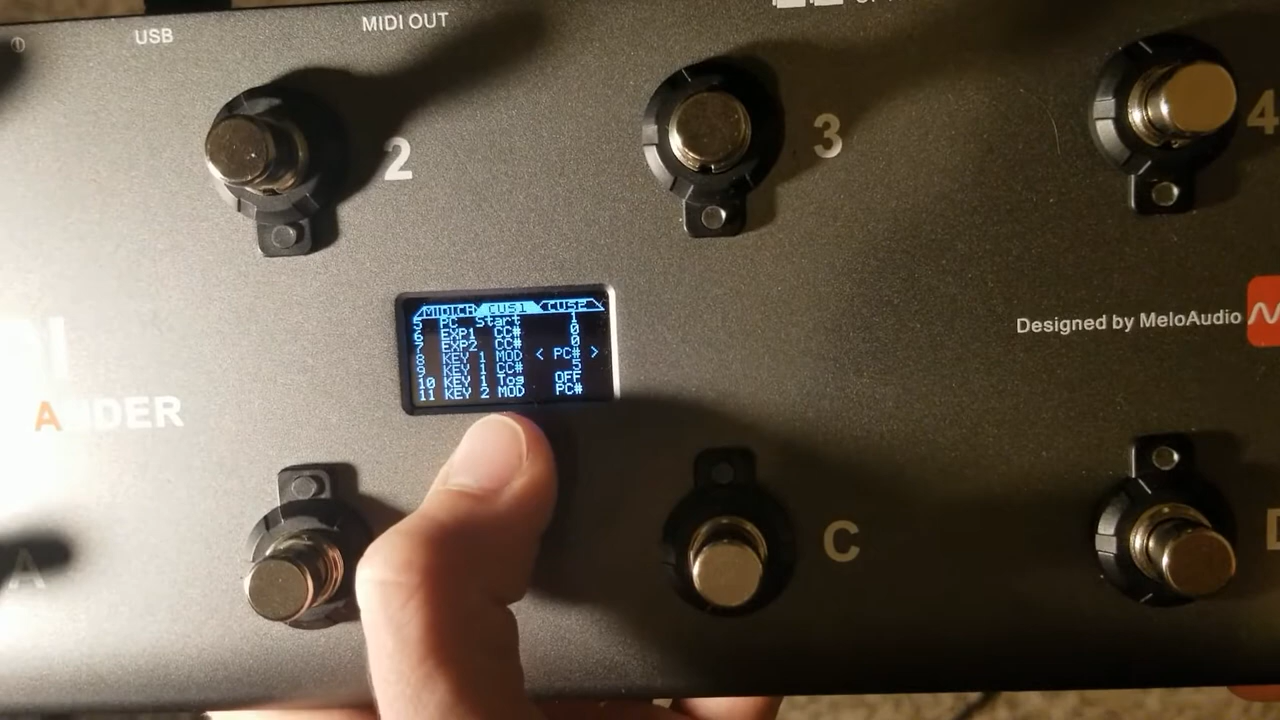 USB
MIDI OUT
2
3
4
MIDICH CUS1 CUS2
5 PC Start 1
6 EXP1 CC# 0
7 EXP2 CC# 0
8 KEY 1 MOD < PC# >
9 KEY 1 CC# 5
10 KEY 1 Tog OFF
11 KEY 2 MOD PC#
Designed by MeloAudio
ANDER
A
C
D